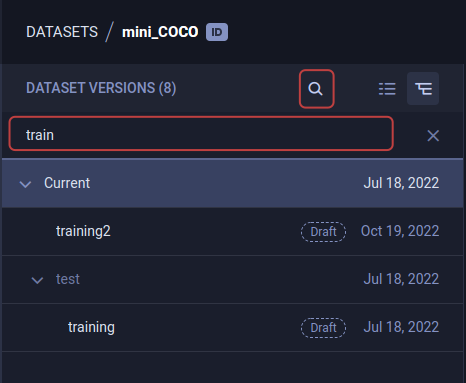 DATASETS / mini_COCO ID
DATASET VERSIONS (8)
train
Current Jul 18, 2022
training2 Draft Oct 19, 2022
test Jul 18, 2022
training Draft Jul 18, 2022